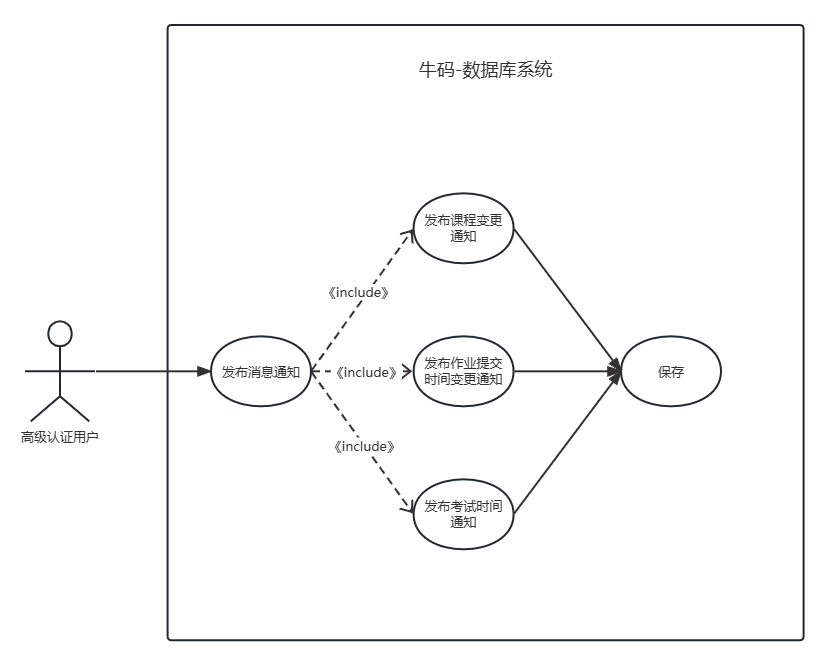 牛码-数据库系统
发布课程变更
通知
《include》
发布消息通知
《include》
发布作业提交
时间变更通知
保存
高级认证用户
《include》
发布考试时间
通知